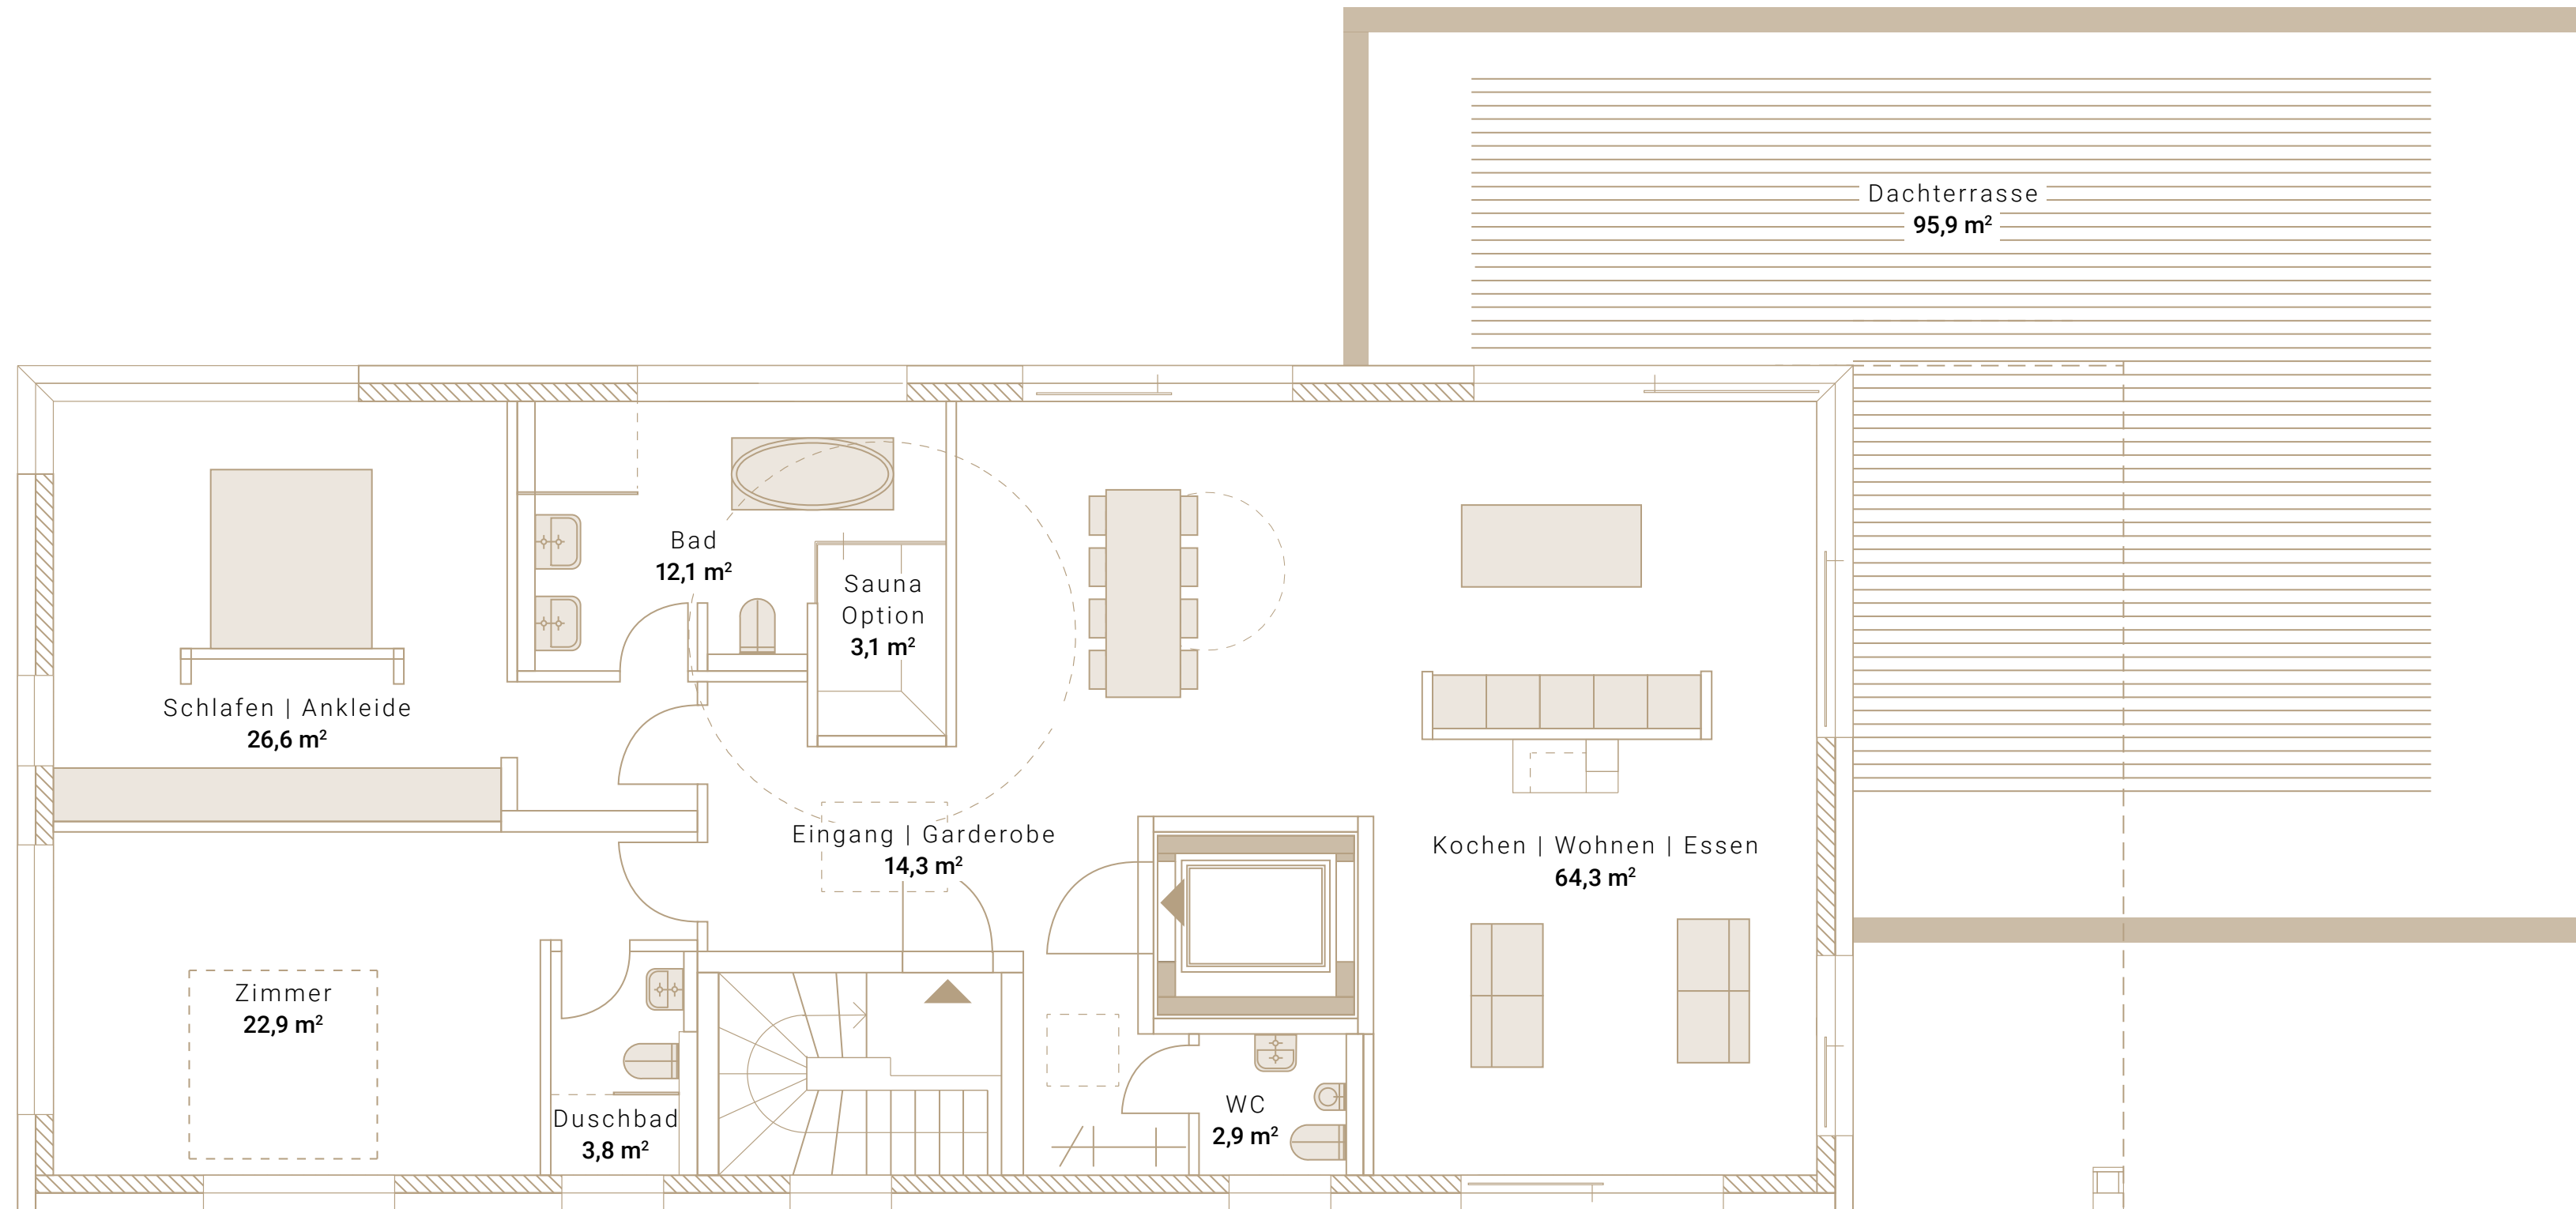 Dachterrasse
95,9 m²
Bad
12,1 m²
Sauna
Option
3,1 m²
Schlafen | Ankleide
26,6 m²
Eingang | Garderobe
14,3 m²
Kochen | Wohnen | Essen
64,3 m²
Zimmer
22,9 m²
Duschbad
3,8 m²
WC
2,9 m²